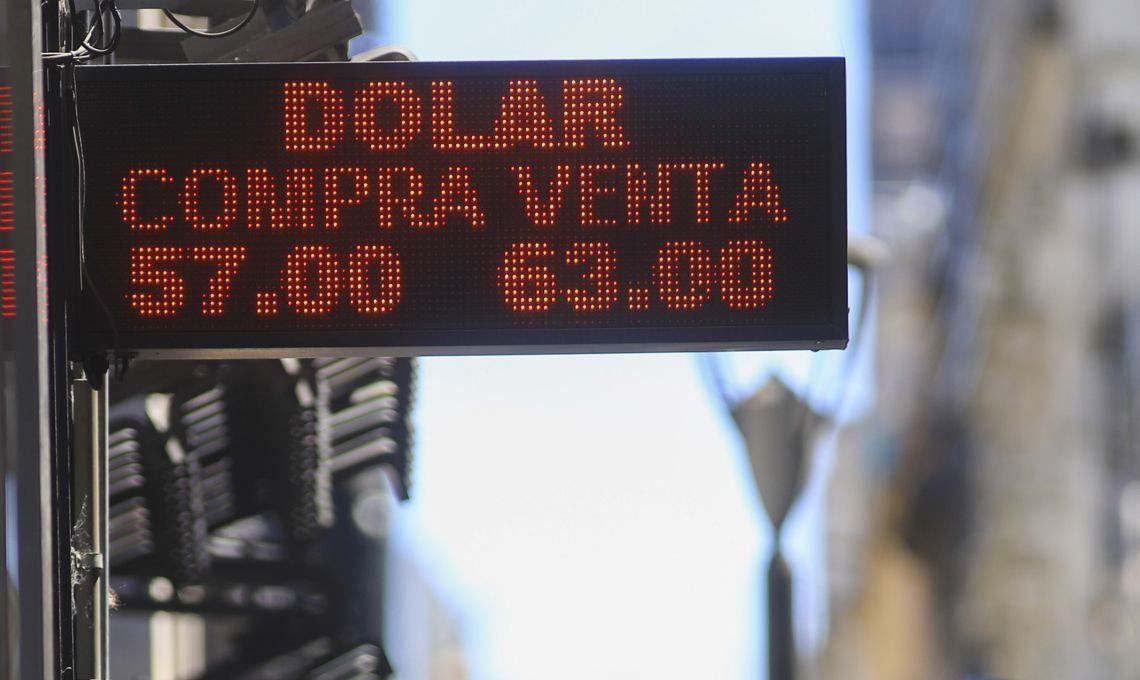 DOLAR
COMPRA VENTA
57.00 63.00